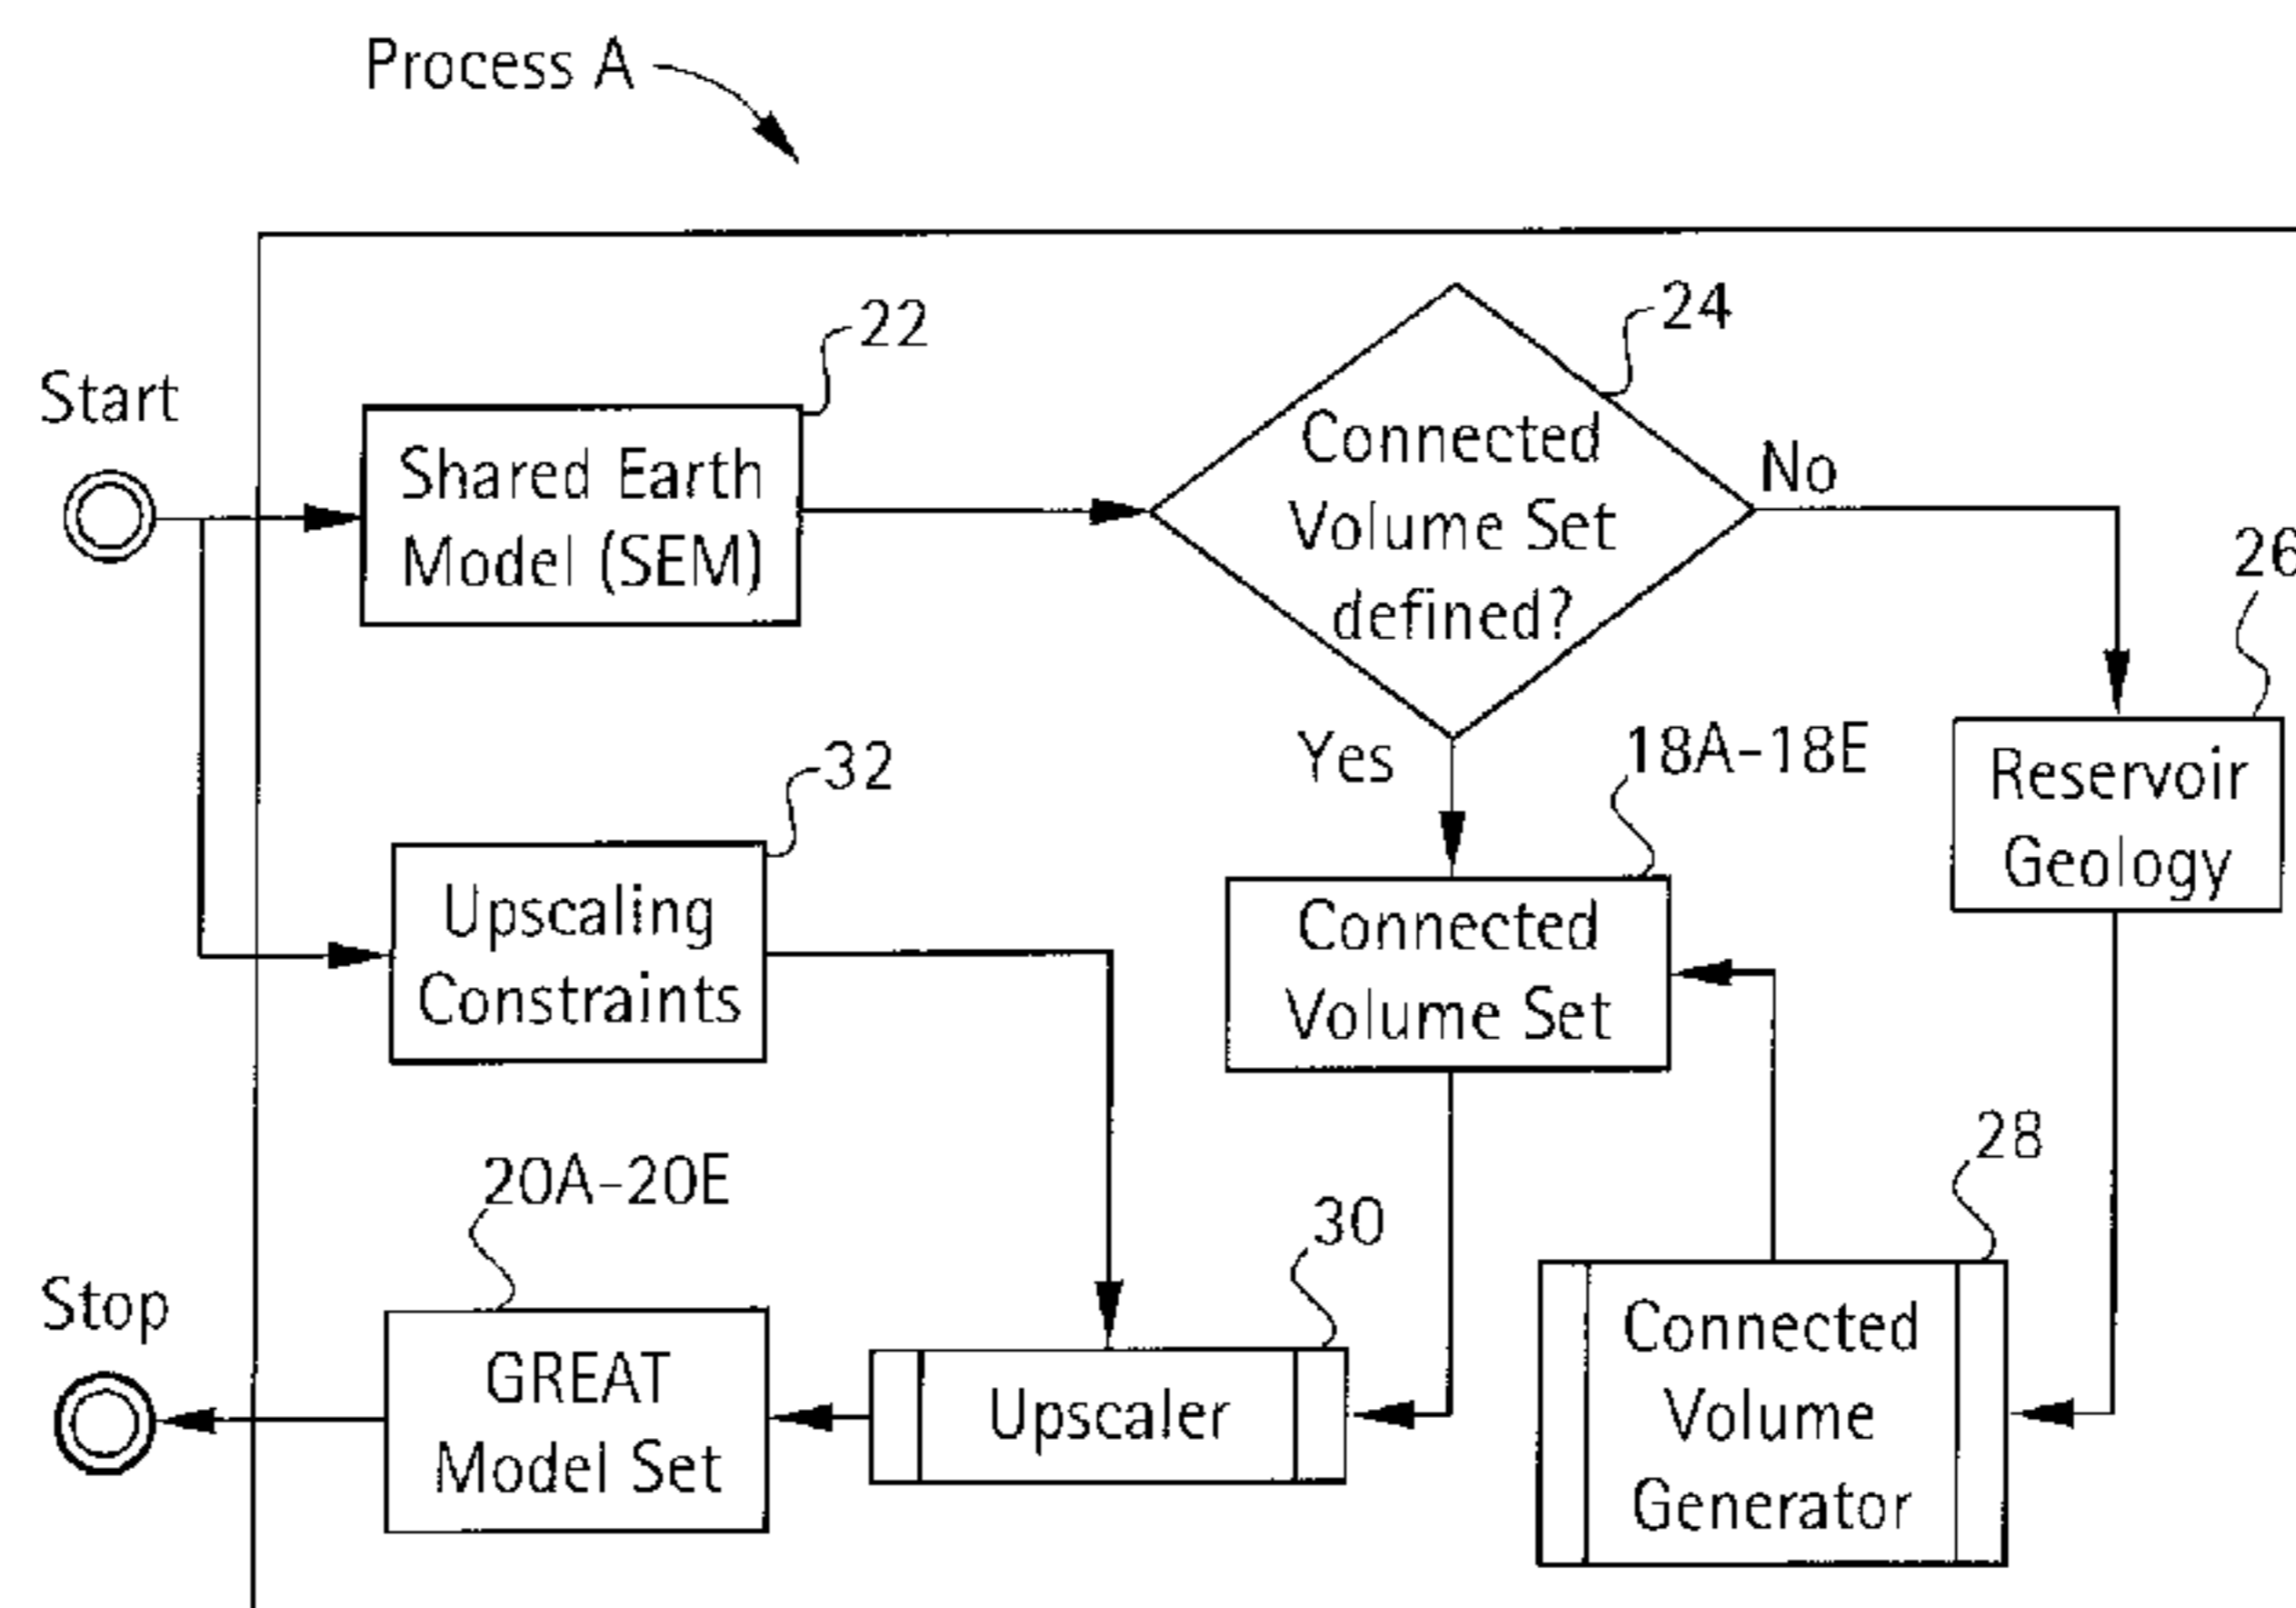 Process A
22
24
Start
Shared Earth
Model (SEM)
Connected
Volume Set
defined?
No
26
Yes
18A-18E
32
Reservoir
Geology
Upscaling
Constraints
Connected
Volume Set
28
20A-20E
30
Stop
GREAT
Model Set
Upscaler
Connected
Volume
Generator